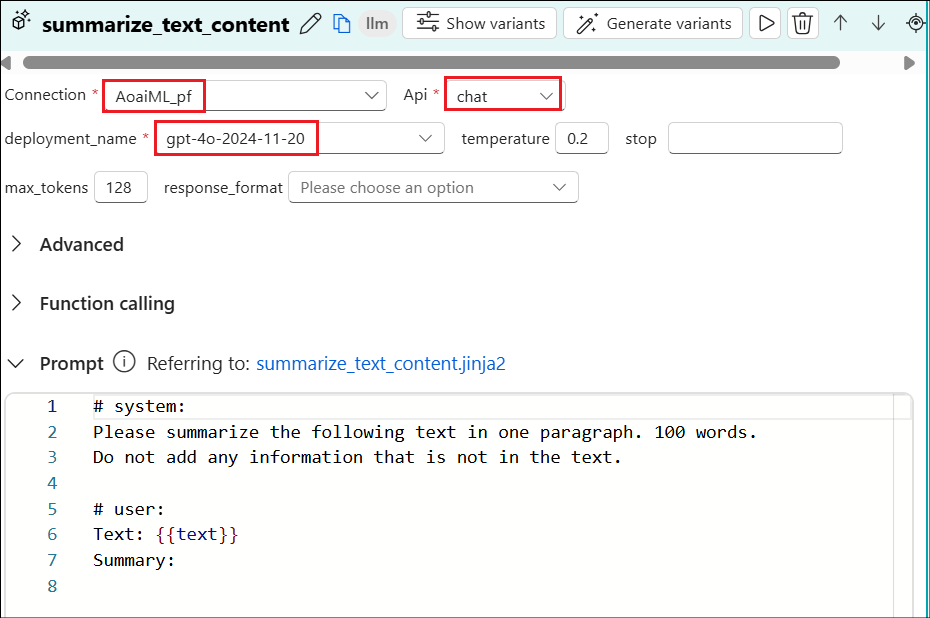 summarize_text_content llm Show variants Generate variants
Connection * AoaiML_pf Api * chat
deployment_name * gpt-4o-2024-11-20 temperature 0.2 stop
max_tokens 128 response_format Please choose an option
Advanced
Function calling
Prompt Referring to: summarize_text_content.jinja2
1 # system:
2 Please summarize the following text in one paragraph. 100 words.
3 Do not add any information that is not in the text.
4
5 # user:
6 Text: {{text}}
7 Summary:
8